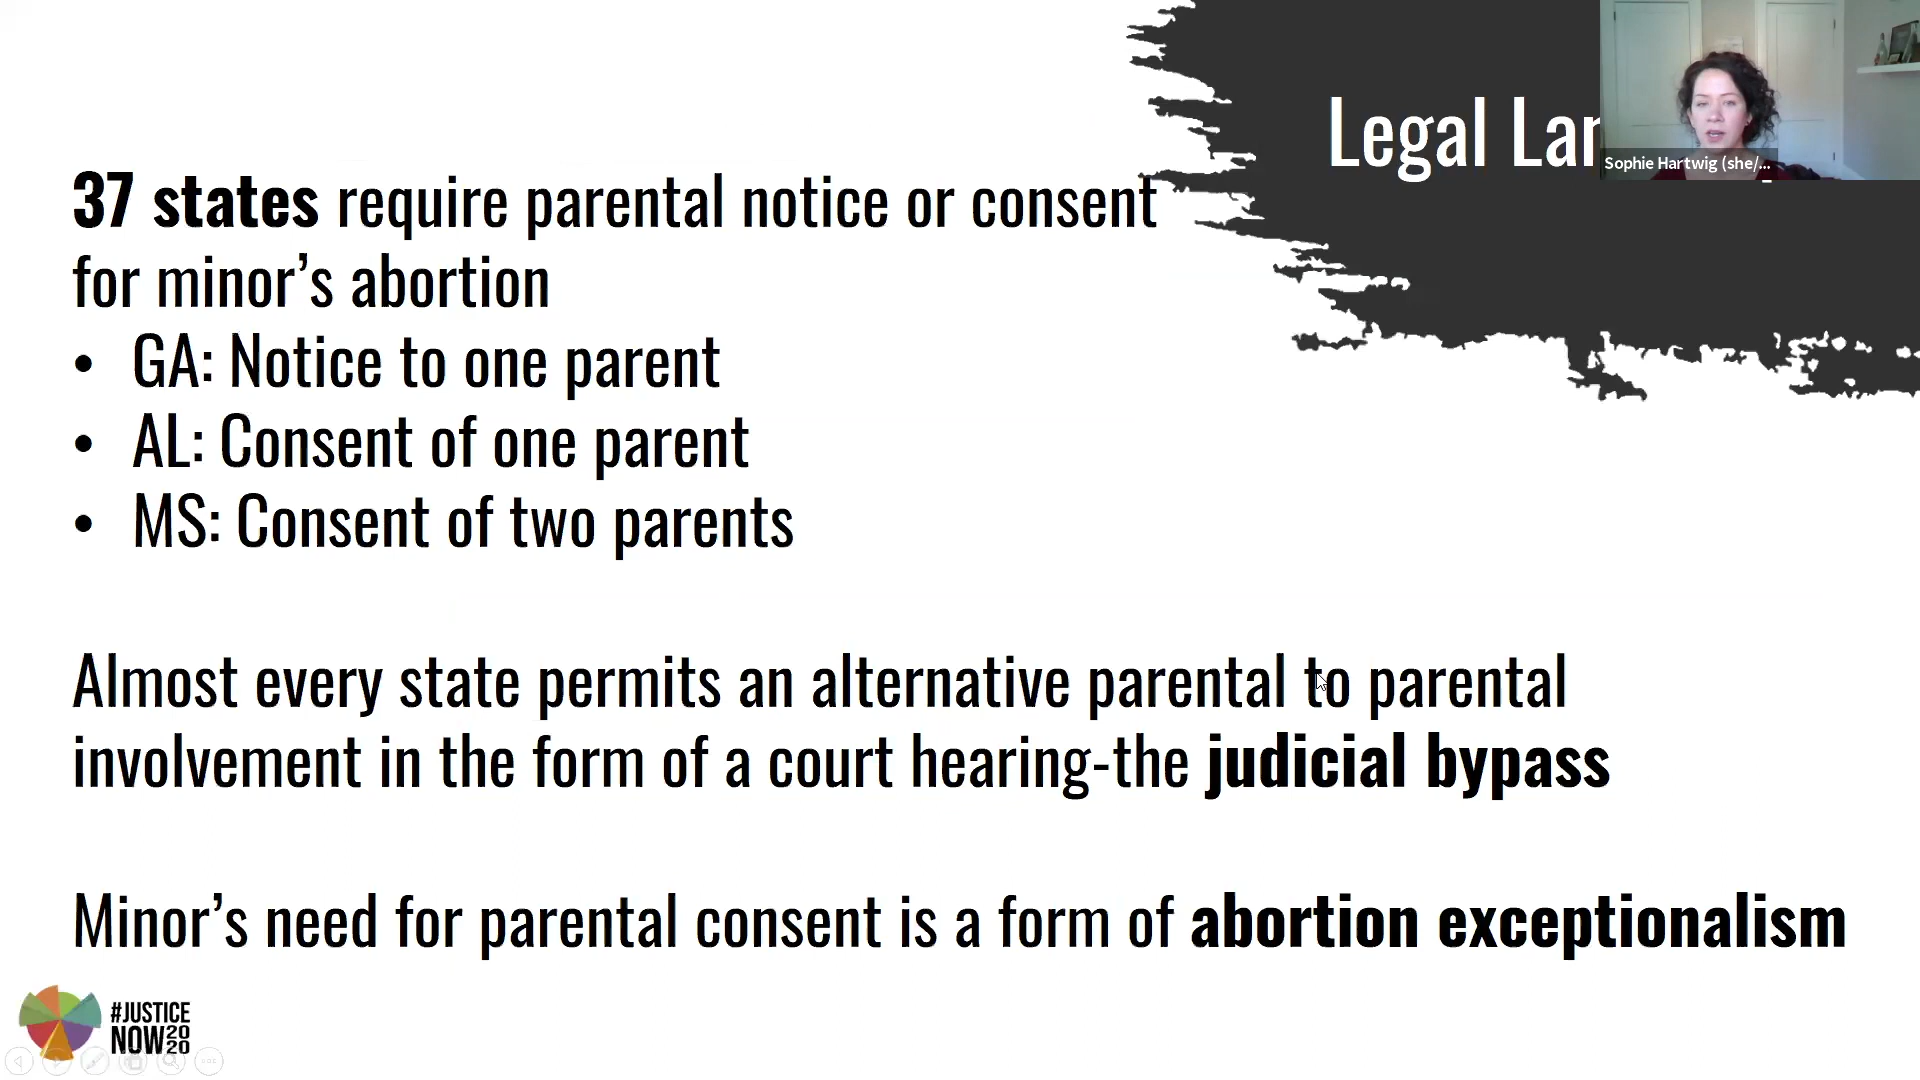 Legal Lan
Sophie Hartwig (she/...
37 states require parental notice or consent
for minor’s abortion
• GA: Notice to one parent
• AL: Consent of one parent
• MS: Consent of two parents
Almost every state permits an alternative parental to parental
involvement in the form of a court hearing-the judicial bypass
Minor’s need for parental consent is a form of abortion exceptionalism
#JUSTICE
NOW 20
20